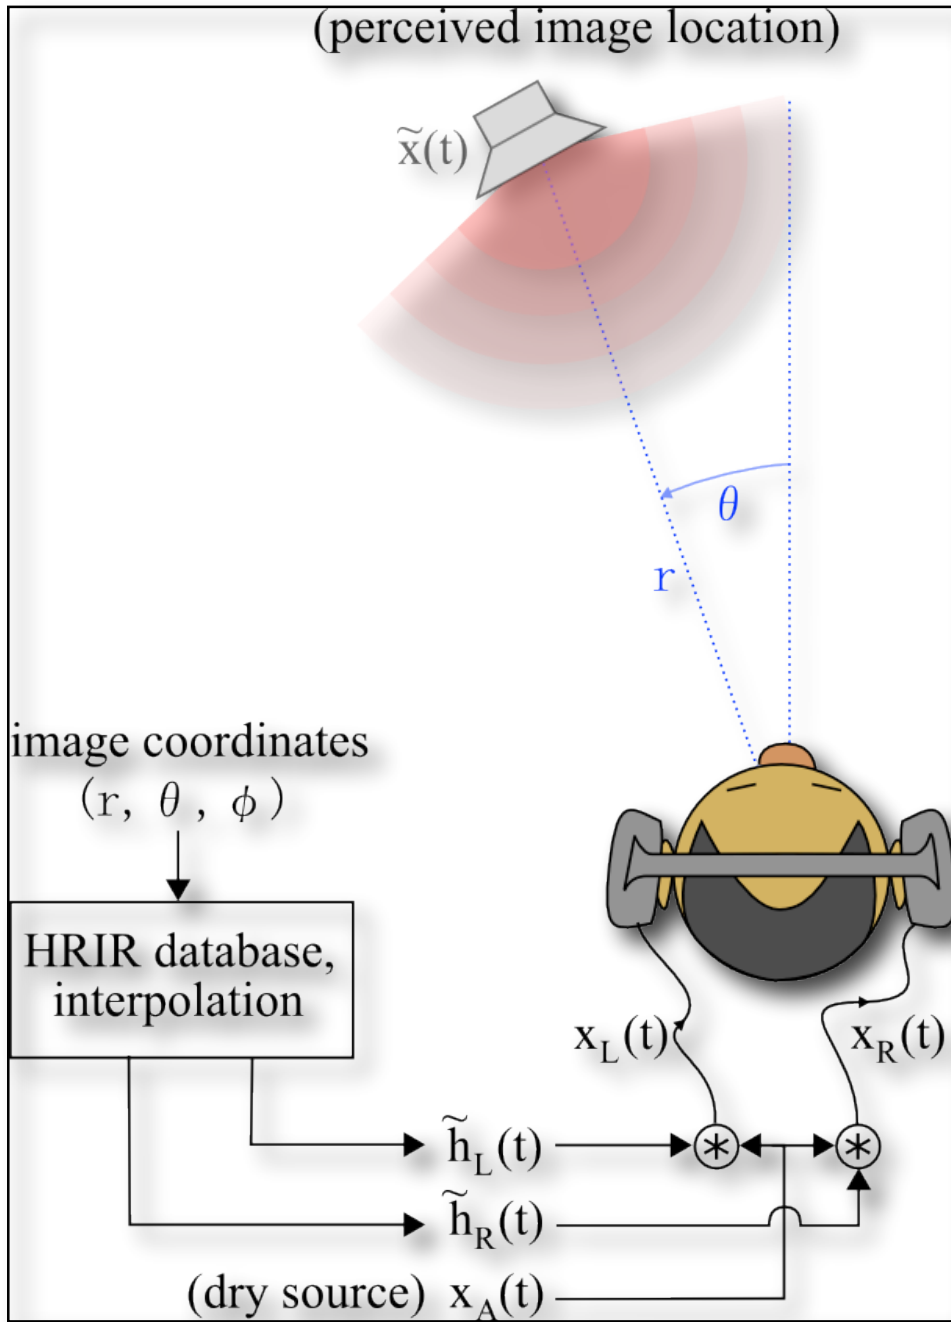 (perceived image location)
x̃(t)
θ
r
image coordinates
(r, θ, ϕ)
HRIR database,
interpolation
x_L(t)
x_R(t)
h̃_L(t)
h̃_R(t)
(dry source) x_A(t)